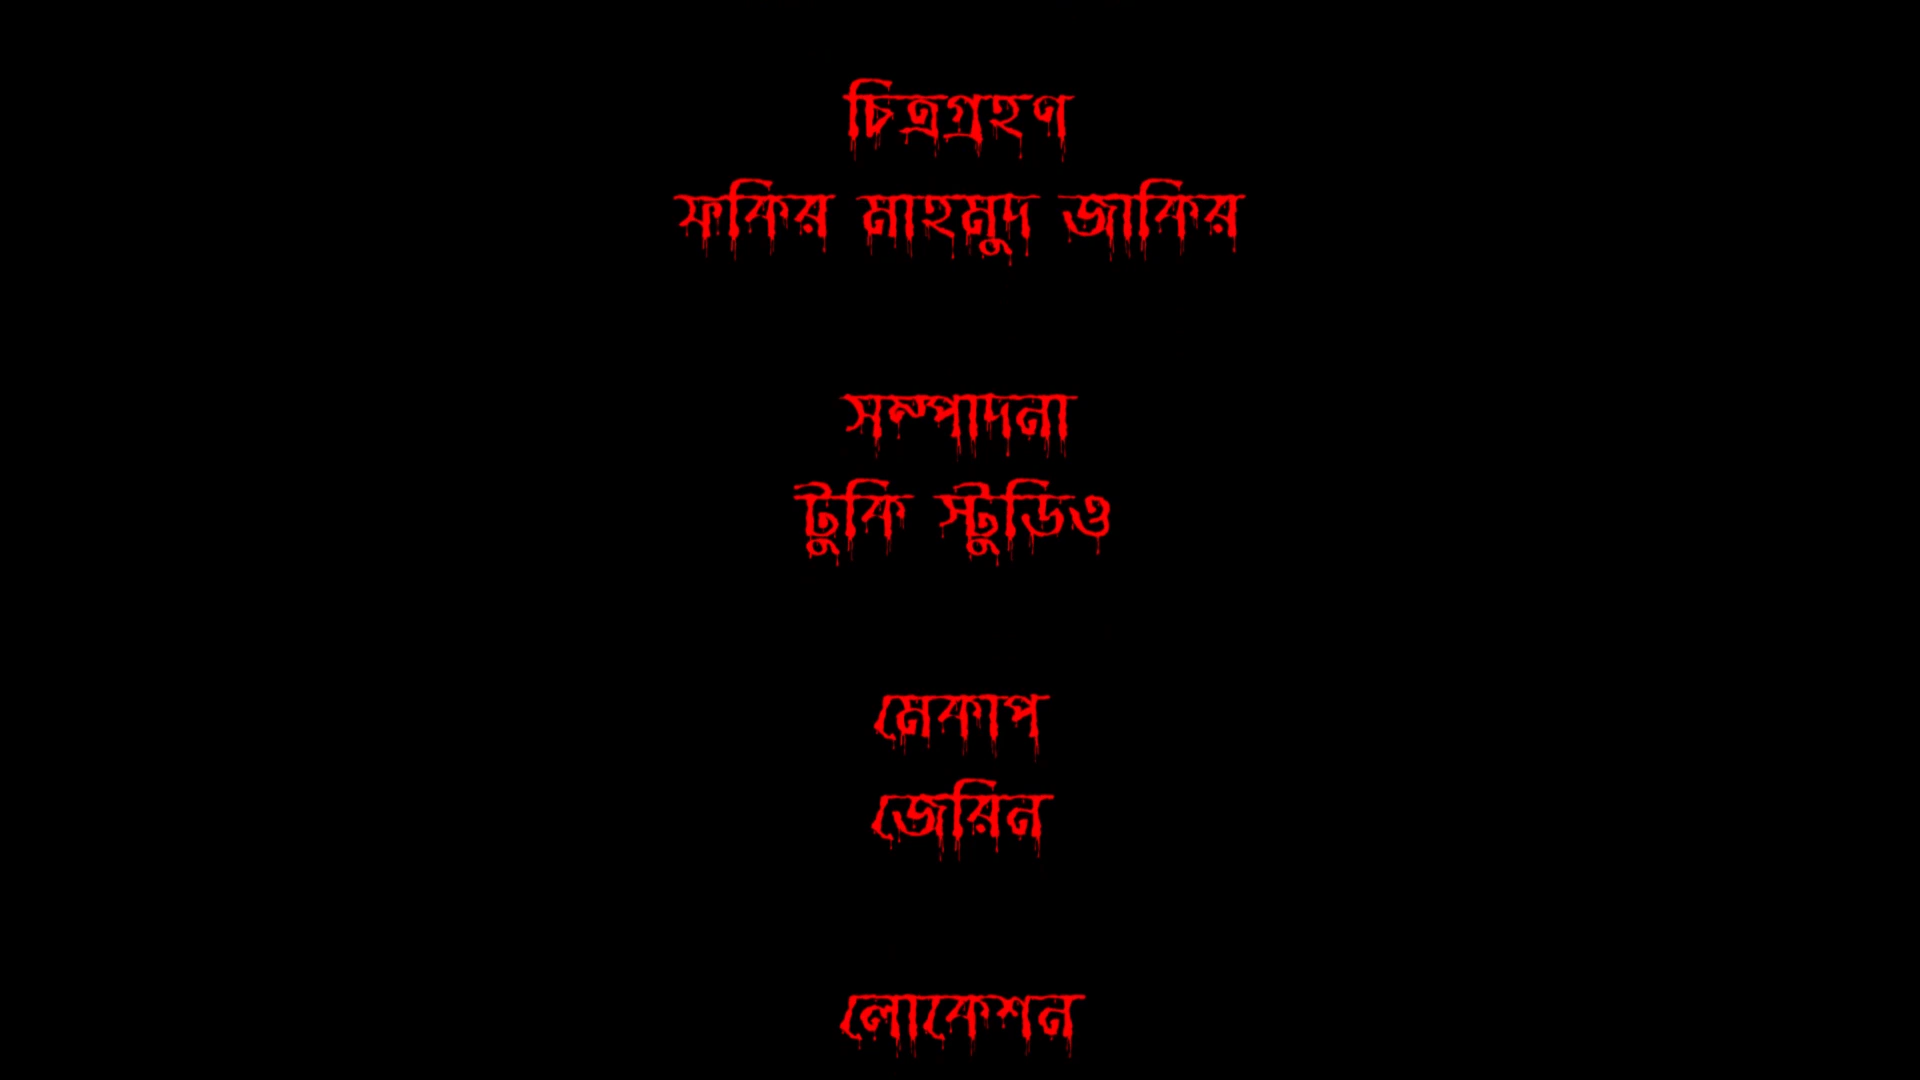 চিত্রগ্রহণ
ফকির মাহমুদ জাকির
সম্পাদনা
টুকি স্টুডিও
মেকাপ
জেরিন
লোকেশন